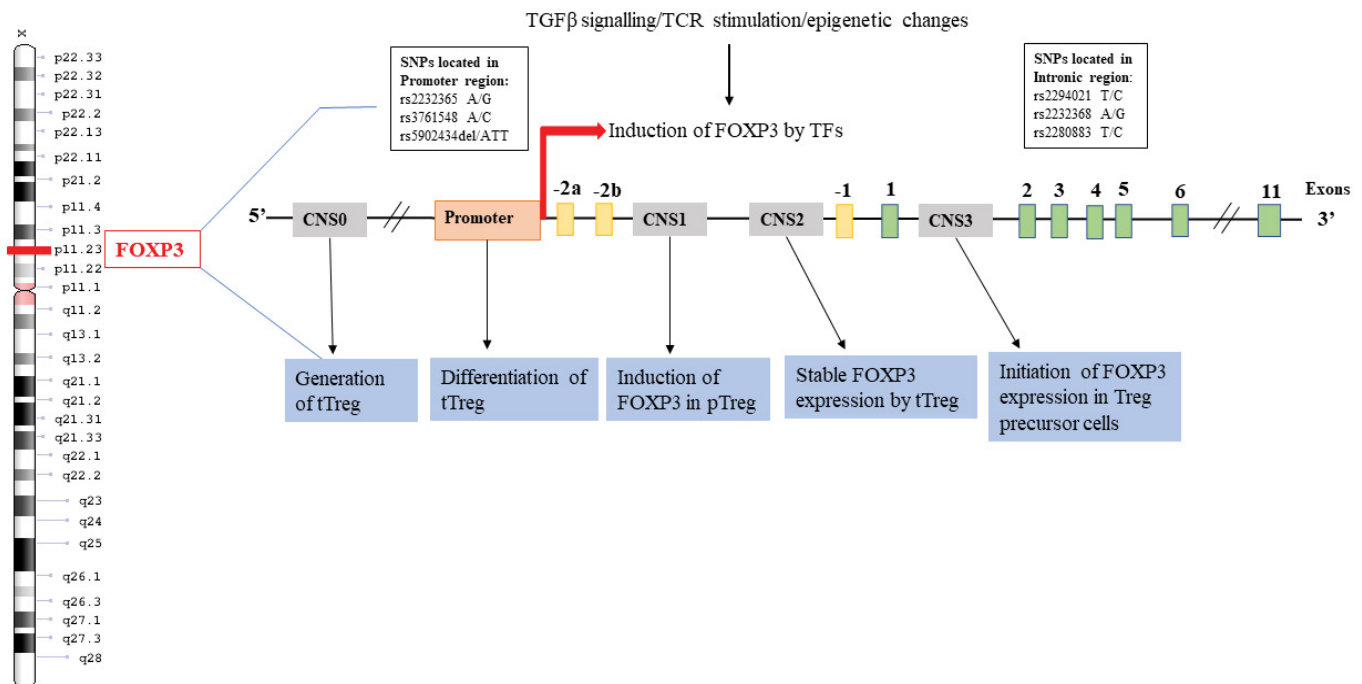 x
p22.33
p22.32
p22.31
p22.2
p22.13
p22.11
p21.2
p11.4
p11.3
p11.23
p11.22
p11.1
q11.2
q13.1
q13.2
q21.1
q21.2
q21.31
q21.33
q22.1
q22.2
q23
q24
q25
q26.1
q26.3
q27.1
q27.3
q28
FOXP3
TGFβ signalling/TCR stimulation/epigenetic changes
SNPs located in
Promoter region:
rs2232365 A/G
rs3761548 A/C
rs5902434del/ATT
Induction of FOXP3 by TFs
SNPs located in
Intronic region:
rs2294021 T/C
rs2232368 A/G
rs2280883 T/C
5’ CNS0 // Promoter -2a -2b CNS1 CNS2 -1 1 CNS3 2 3 4 5 6 // 11 Exons 3’
Generation
of tTreg
Differentiation of
tTreg
Induction of
FOXP3 in pTreg
Stable FOXP3
expression by tTreg
Initiation of FOXP3
expression in Treg
precursor cells